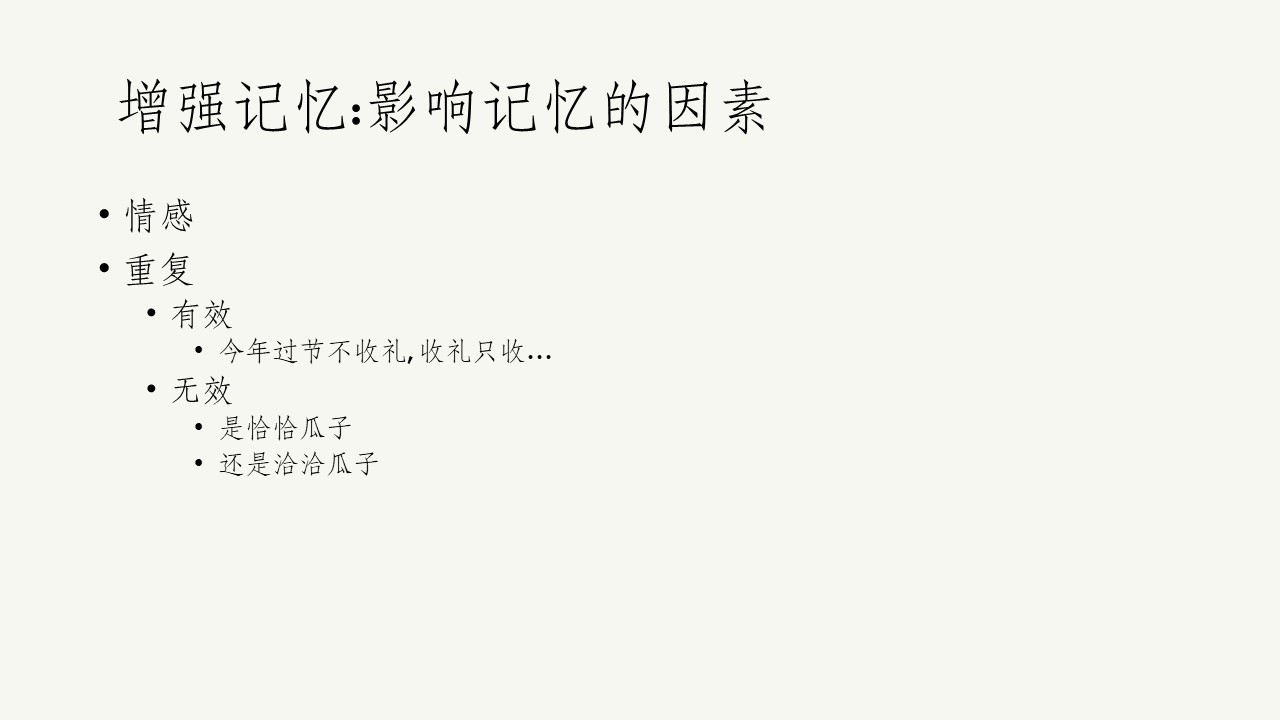 增强记忆:影响记忆的因素
• 情感
• 重复
• 有效
• 今年过节不收礼,收礼只收…
• 无效
• 是恰恰瓜子
• 还是洽洽瓜子